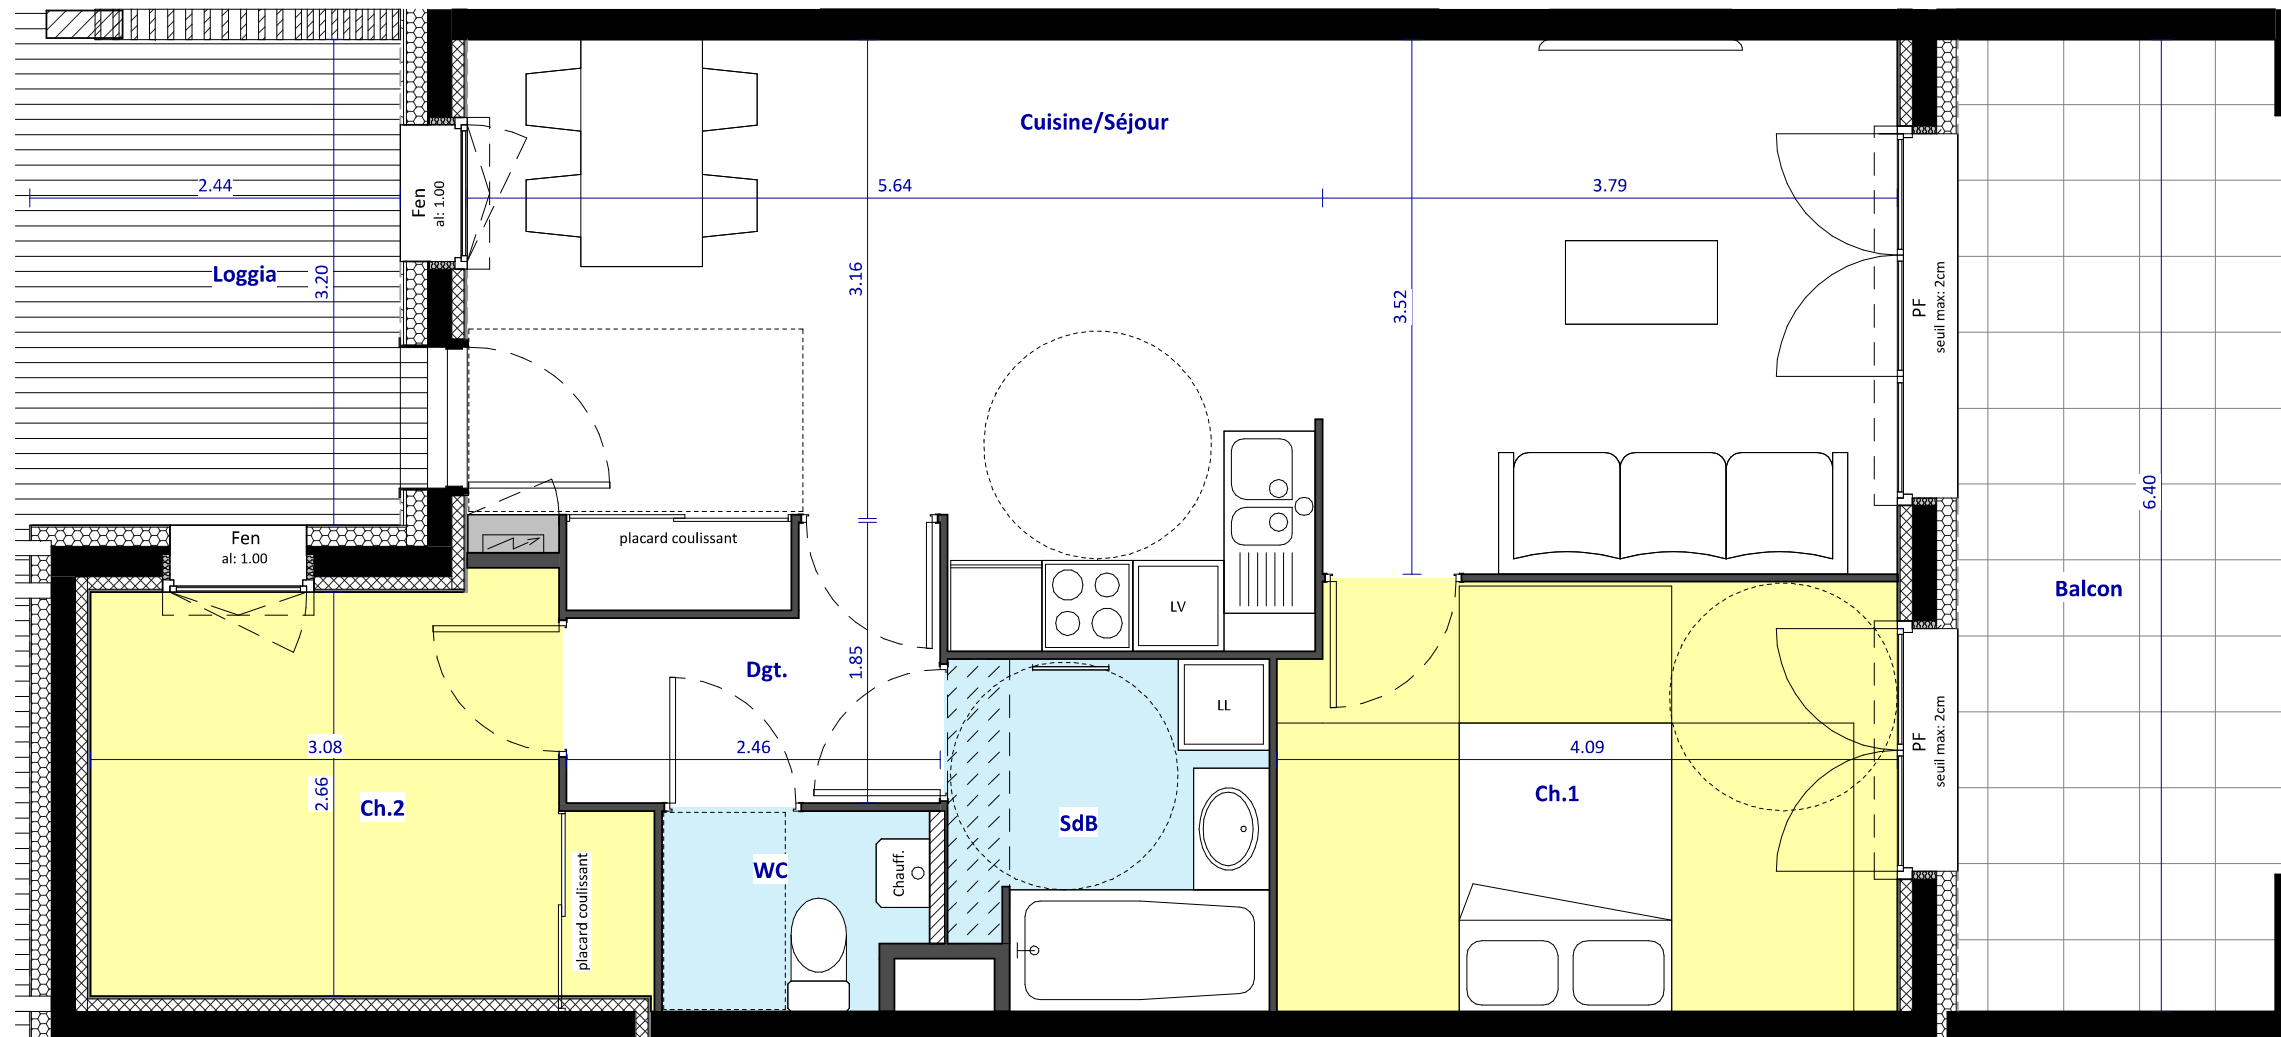 Cuisine/Séjour
2.44
Fen
al: 1.00
5.64
3.79
Loggia
3.20
3.16
3.52
PF
seuil max: 2cm
6.40
placard coulissant
Fen
al: 1.00
LV
Balcon
Dgt.
1.85
LL
3.08
2.46
4.09
PF
seuil max: 2cm
2.66
Ch.2
Ch.1
SdB
WC
Chauff.
placard coulissant